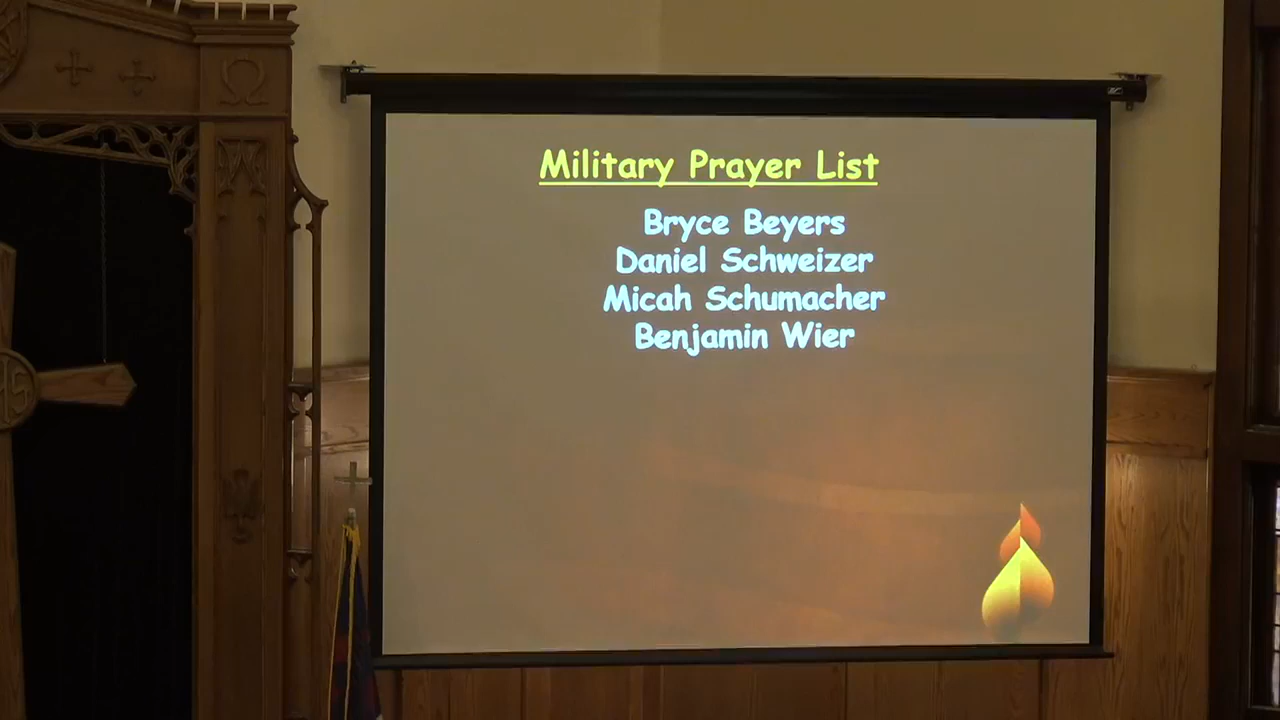 Military Prayer List
Bryce Beyers
Daniel Schweizer
Micah Schumacher
Benjamin Wier